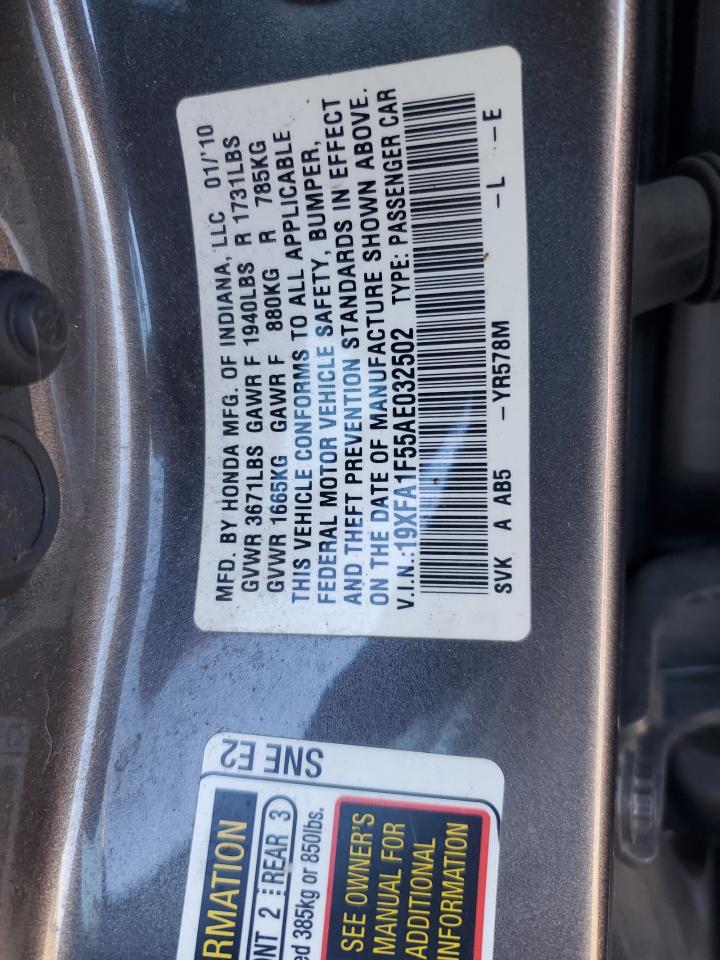 MFD. BY HONDA MFG. OF INDIANA, LLC 01/'10
GVWR 3671LBS GAWR F 1940LBS R 1731LBS
GVWR 1665KG GAWR F 880KG R 785KG
THIS VEHICLE CONFORMS TO ALL APPLICABLE
FEDERAL MOTOR VEHICLE SAFETY, BUMPER,
AND THEFT PREVENTION STANDARDS IN EFFECT
ON THE DATE OF MANUFACTURE SHOWN ABOVE.
V.I.N.:19XFA1F55AE032502 TYPE: PASSENGER CAR
SVK A AB5 -YR578M -L -E
SNE E2
RMATION
ONT 2 REAR 3
ed 385kg or 850lbs.
SEE OWNER'S
MANUAL FOR
ADDITIONAL
INFORMATION